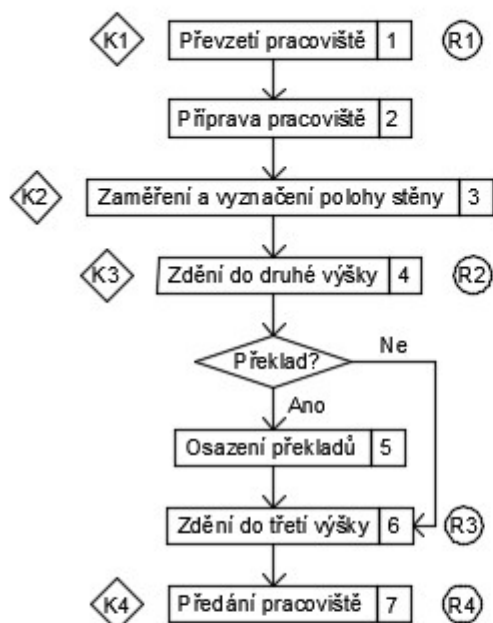 K1 Převzetí pracoviště 1 R1
Příprava pracoviště 2
K2 Zaměření a vyznačení polohy stěny 3
K3 Zdění do druhé výšky 4 R2
Překlad? Ne
Ano
Osazení překladů 5
Zdění do třetí výšky 6 R3
K4 Předání pracoviště 7 R4